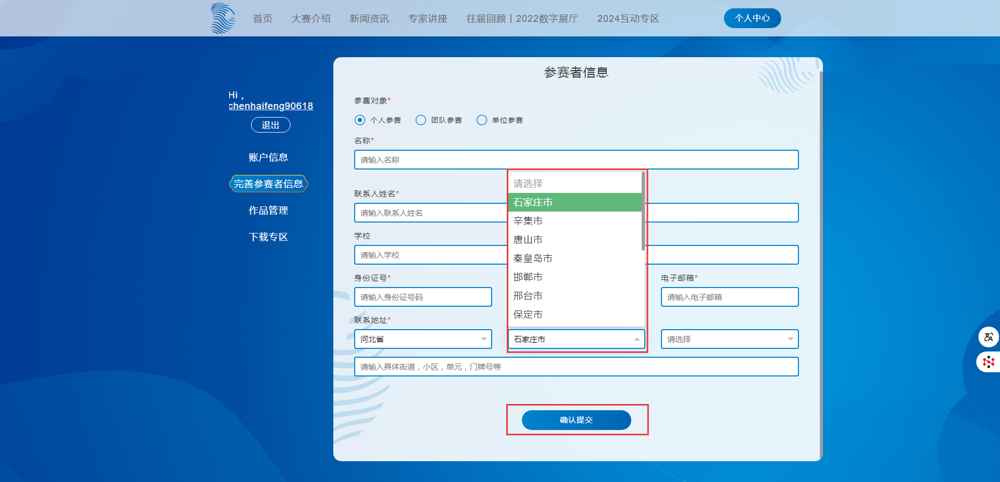 首页 大赛介绍 新闻资讯 专家讲座 往届回顾丨2022数字展厅 2024互动专区 个人中心
Hi，
chenhaifeng90618
退出
账户信息
完善参赛者信息
作品管理
下载专区
参赛者信息
参赛对象*
个人参赛 团队参赛 单位参赛
名称*
请输入名称
联系人姓名*
请输入联系人姓名
学校
请输入学校
身份证号*
请输入身份证号码
电子邮箱*
请输入电子邮箱
请选择
石家庄市
辛集市
唐山市
秦皇岛市
邯郸市
邢台市
保定市
联系地址*
河北省 石家庄市 请选择
请输入具体街道，小区，单元，门牌号等
确认提交